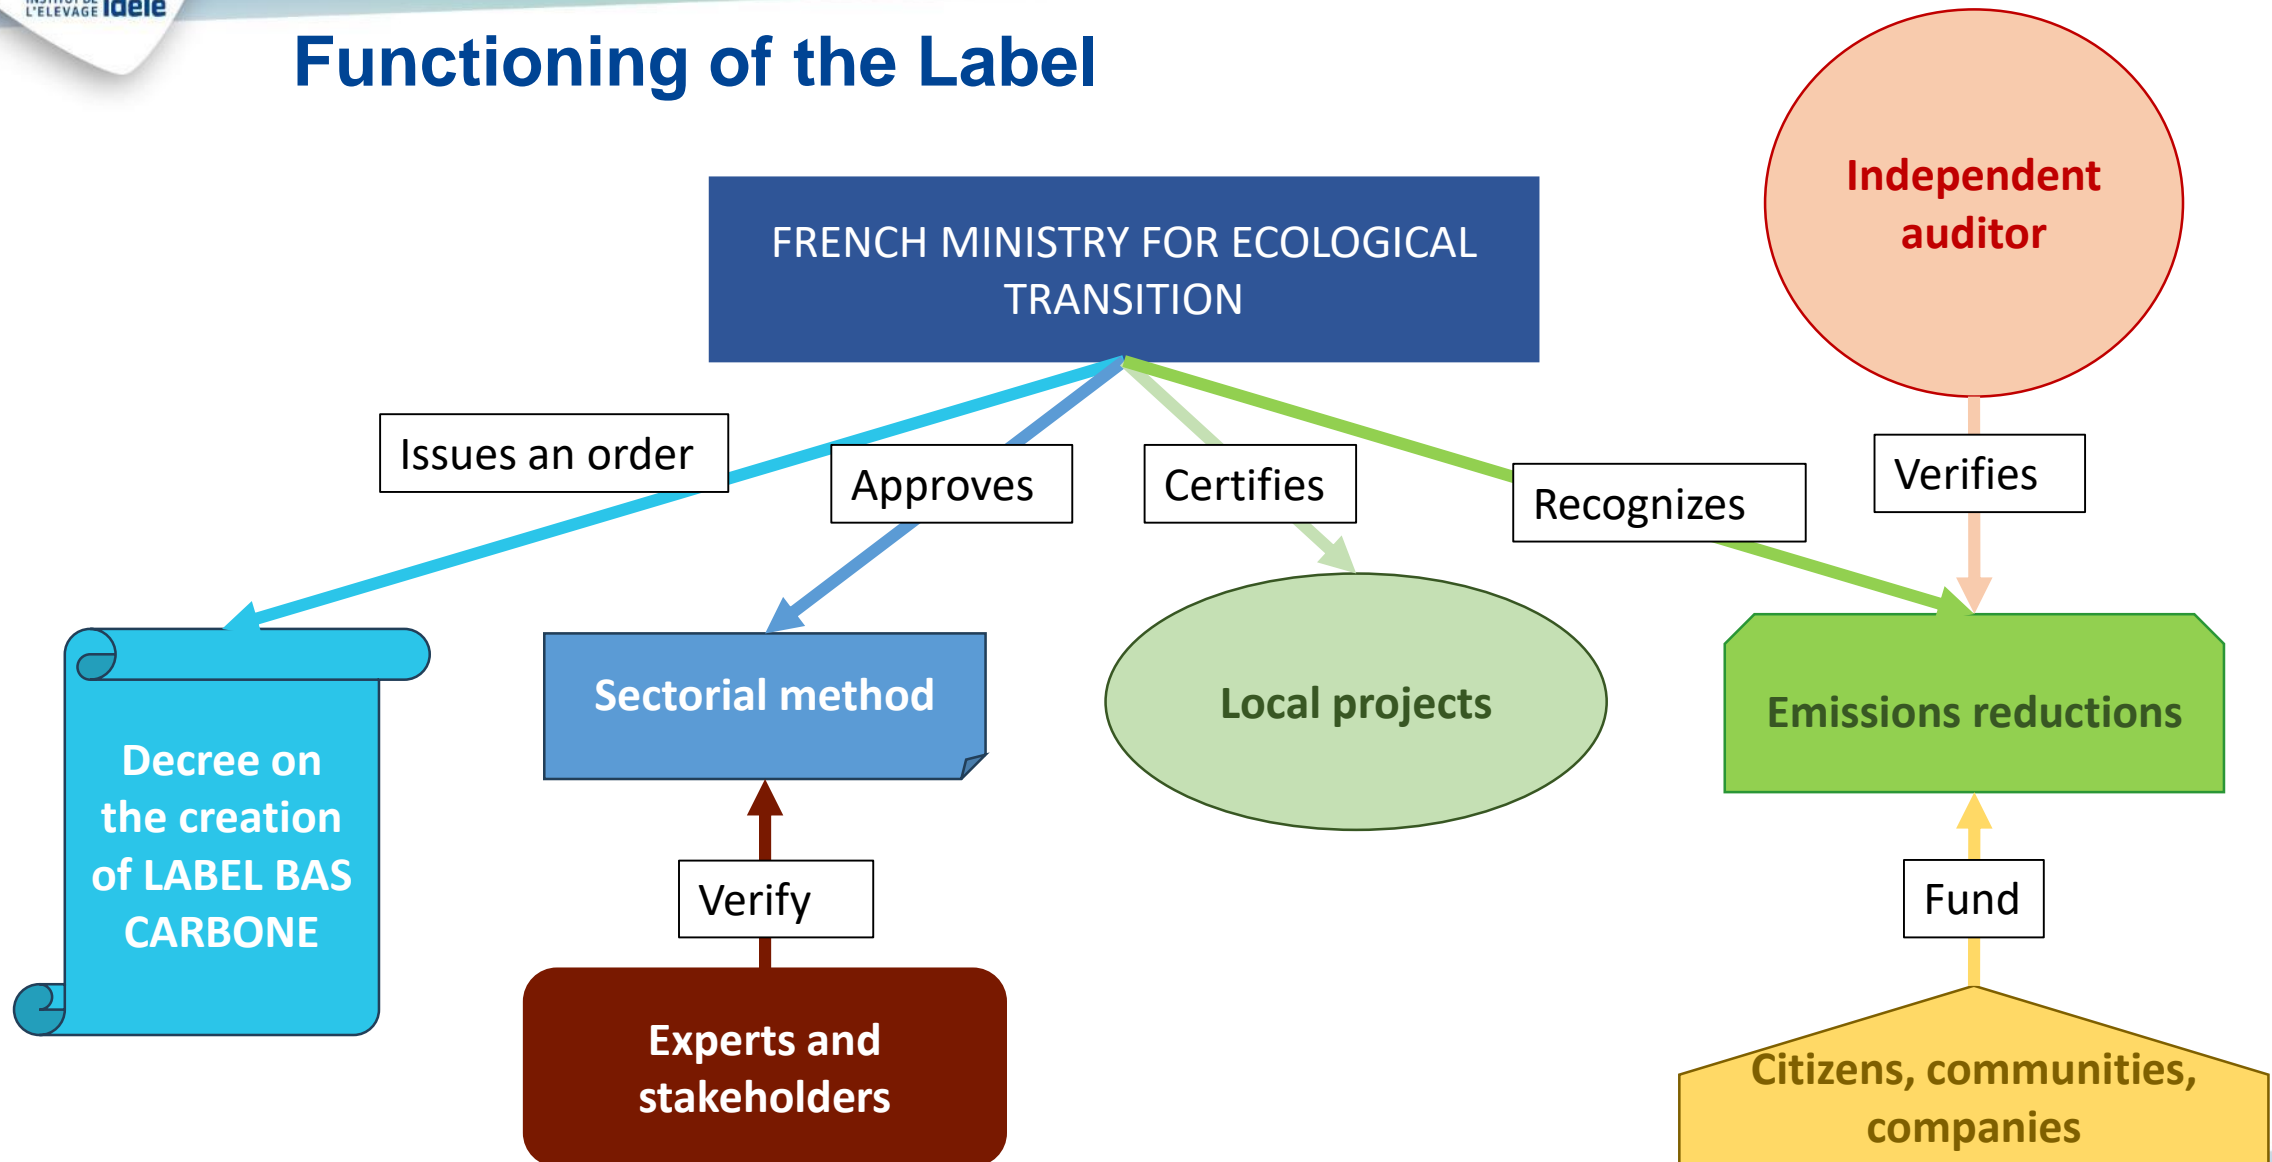 L'ELEVAGE idele
Functioning of the Label
FRENCH MINISTRY FOR ECOLOGICAL
TRANSITION
Independent
auditor
Issues an order
Approves
Certifies
Recognizes
Verifies
Decree on
the creation
of LABEL BAS
CARBONE
Sectorial method
Local projects
Emissions reductions
Verify
Fund
Experts and
stakeholders
Citizens, communities,
companies